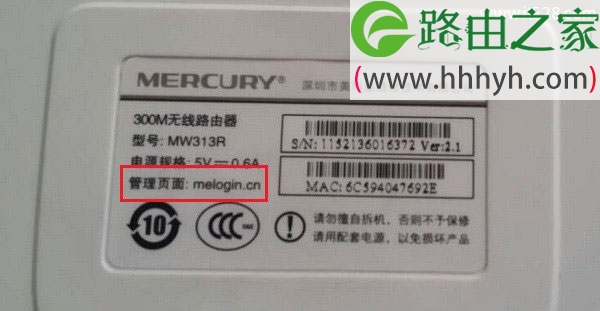 路由之家
(www.hhhyh.com)
MERCURY® 深圳市美
300M无线路由器
型号: MW313R
电源规格: 5V⎓0.6A
管理页面: melogin.cn
S/N: 1152136016372 Ver:2.1
MAC: 6C594047692E
10
CCC
! 请勿擅自拆机，否则不予保修
请用配套电源，以免损坏产品